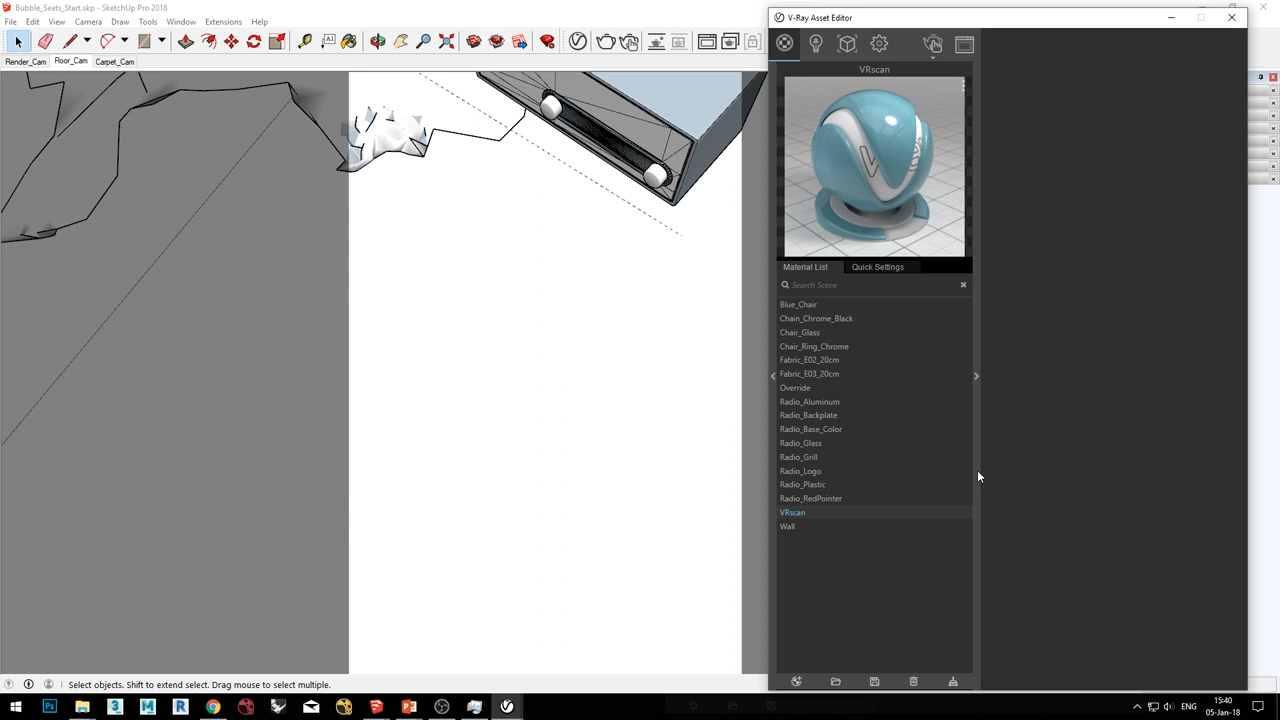 Bubble_Seats_Start.skp - SketchUp Pro 2018
File Edit View Camera Draw Tools Window Extensions Help
Render_Cam Floor_Cam Carpet_Cam
V-Ray Asset Editor
VRscan
Material List Quick Settings
Search Scene
Blue_Chair
Chain_Chrome_Black
Chair_Glass
Chair_Ring_Chrome
Fabric_E02_20cm
Fabric_E03_20cm
Override
Radio_Aluminum
Radio_Backplate
Radio_Base_Color
Radio_Glass
Radio_Grill
Radio_Logo
Radio_Plastic
Radio_RedPointer
VRscan
Wall
Select objects. Shift to extend select. Drag mouse to select multiple.
ENG
15:40
05-Jan-18